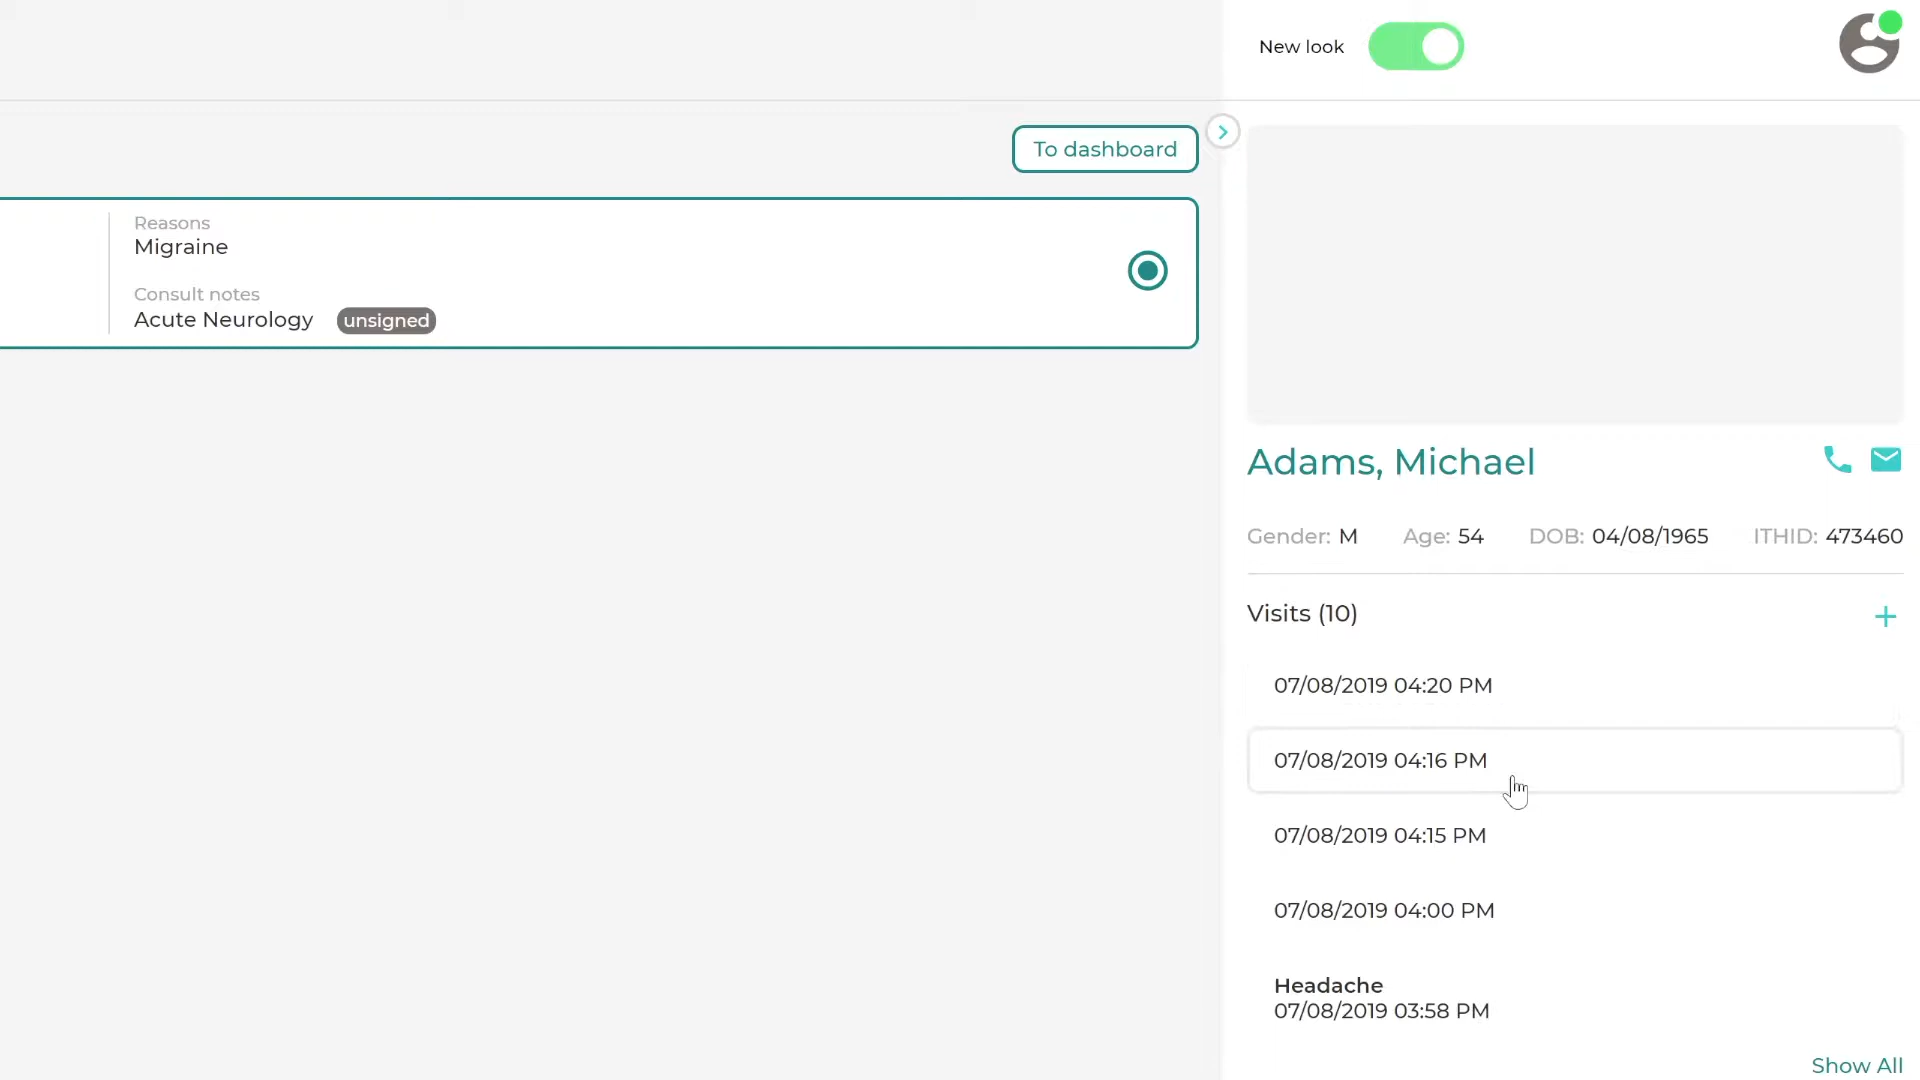 New look
To dashboard
Reasons
Migraine
Consult notes
Acute Neurology unsigned
Adams, Michael
Gender: M Age: 54 DOB: 04/08/1965 ITHID: 473460
Visits (10)
07/08/2019 04:20 PM
07/08/2019 04:16 PM
07/08/2019 04:15 PM
07/08/2019 04:00 PM
Headache
07/08/2019 03:58 PM
Show All